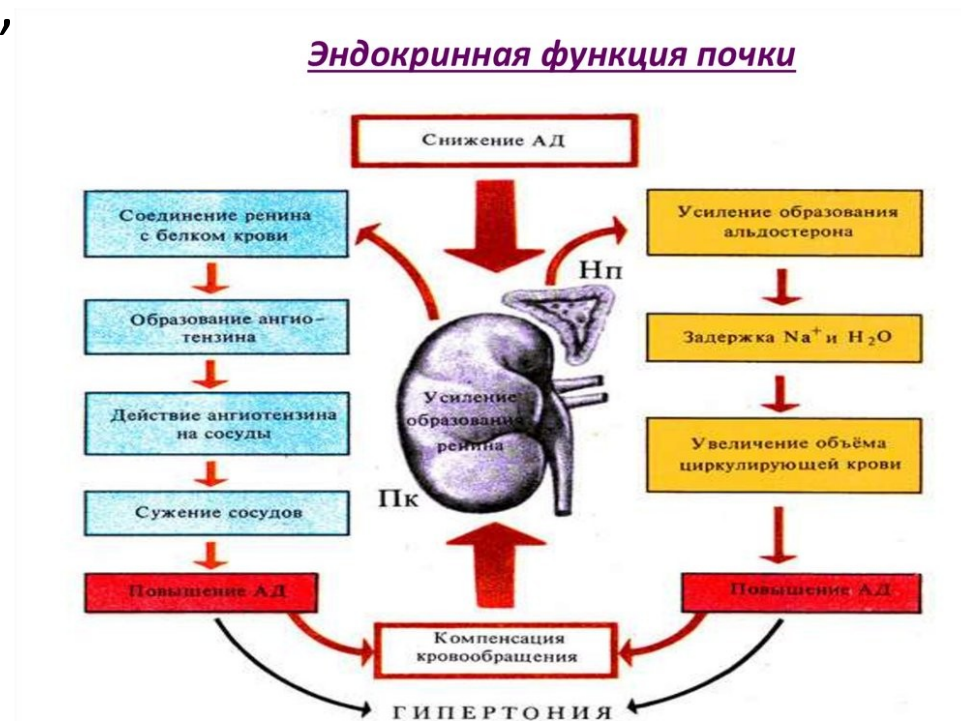 ,
Эндокринная функция почки
Снижение АД
Соединение ренина
с белком крови
Образование ангио-
тензина
Действие ангиотензина
на сосуды
Сужение сосудов
Повышение АД
Нп
Усиление
образования
ренина
Пк
Усиление образования
альдостерона
Задержка Na⁺ и H₂O
Увеличение объёма
циркулирующей крови
Повышение АД
Компенсация
кровообращения
ГИПЕРТОНИЯ